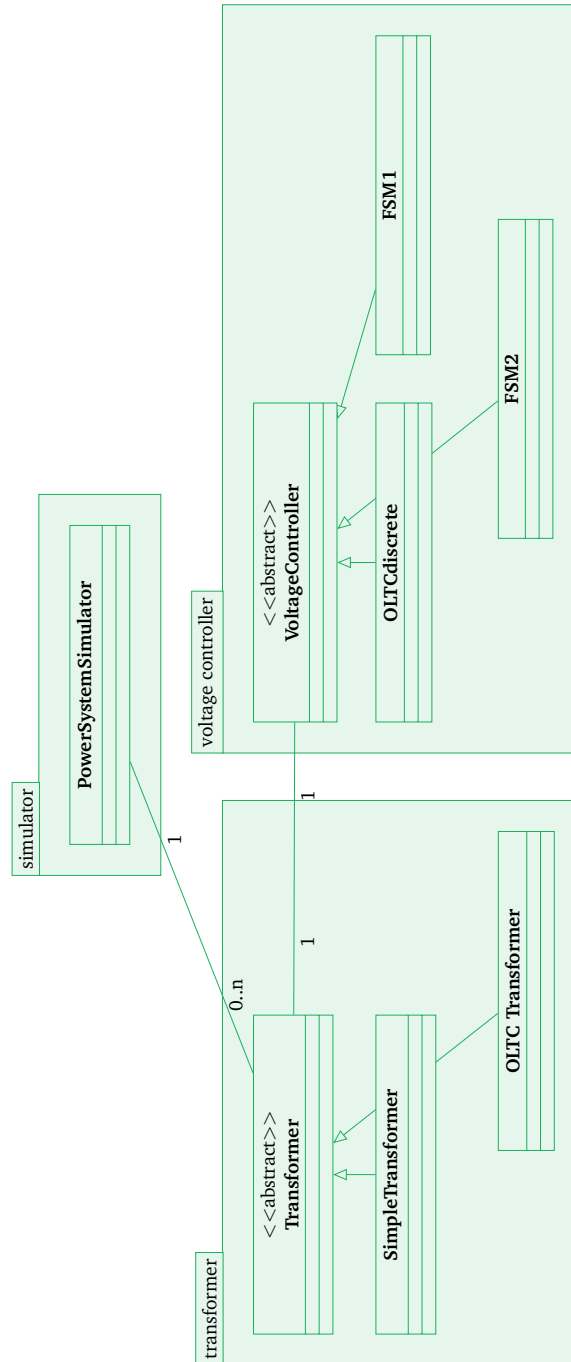 simulator
PowerSystemSimulator
1
0..n
transformer
<<abstract>>
Transformer
SimpleTransformer
OLTC Transformer
1
1
voltage controller
<<abstract>>
VoltageController
OLTCdiscrete
FSM1
FSM2